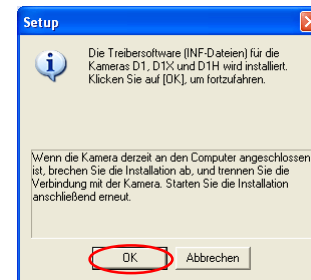 Setup
Die Treibersoftware (INF-Dateien) für die
Kameras D1, D1X und D1H wird installiert.
Klicken Sie auf [OK], um fortzufahren.
Wenn die Kamera derzeit an den Computer angeschlossen
ist, brechen Sie die Installation ab, und trennen Sie die
Verbindung mit der Kamera. Starten Sie die Installation
anschließend erneut.
OK
Abbrechen